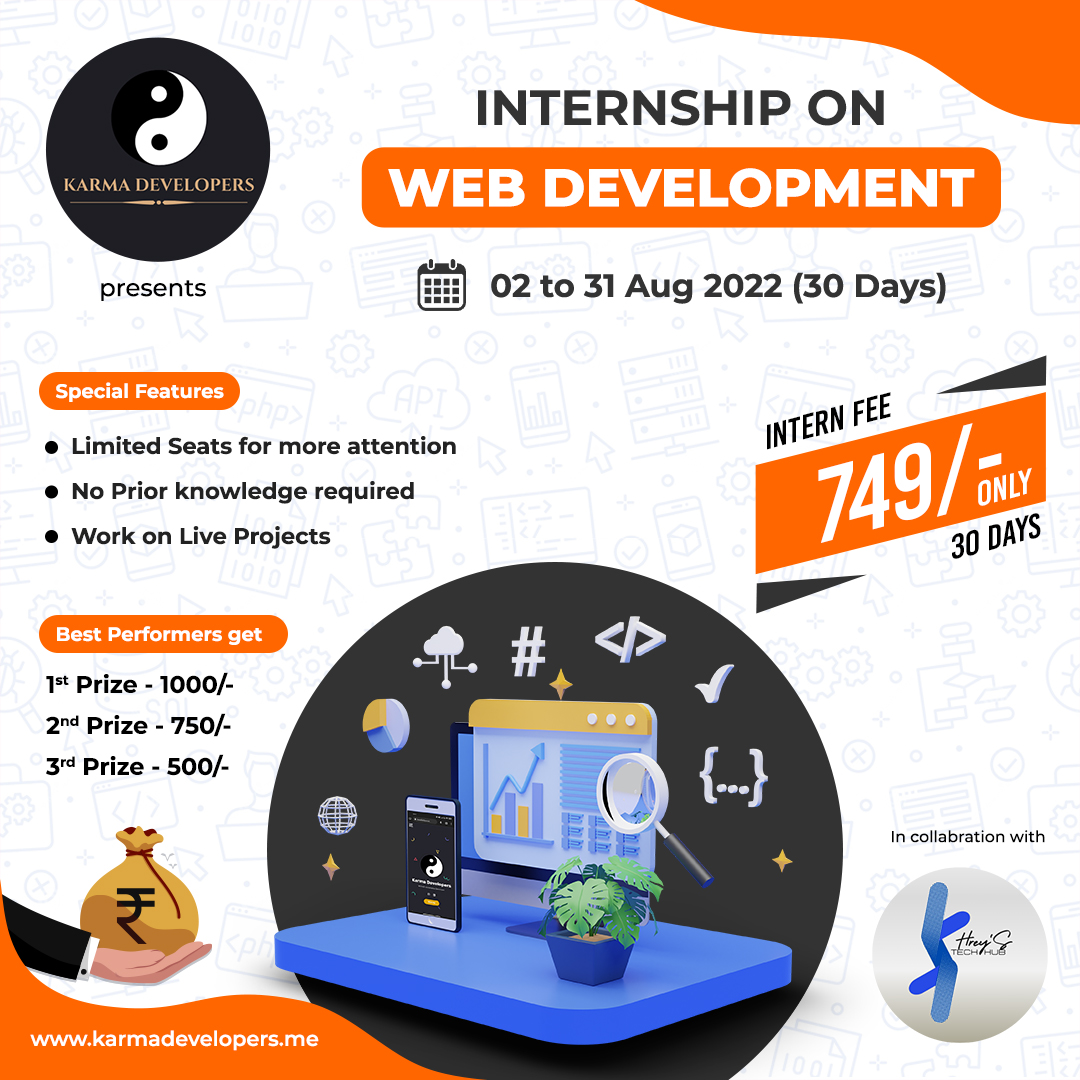 KARMA DEVELOPERS
presents
INTERNSHIP ON
WEB DEVELOPMENT
02 to 31 Aug 2022 (30 Days)
Special Features
Limited Seats for more attention
No Prior knowledge required
Work on Live Projects
INTERN FEE
749/-
ONLY
30 DAYS
Best Performers get
1st Prize - 1000/-
2nd Prize - 750/-
3rd Prize - 500/-
#
</>
{...}
Karma Developers
₹
In collabration with
Hrey'S
TECH HUB
www.karmadevelopers.me
<php>
API